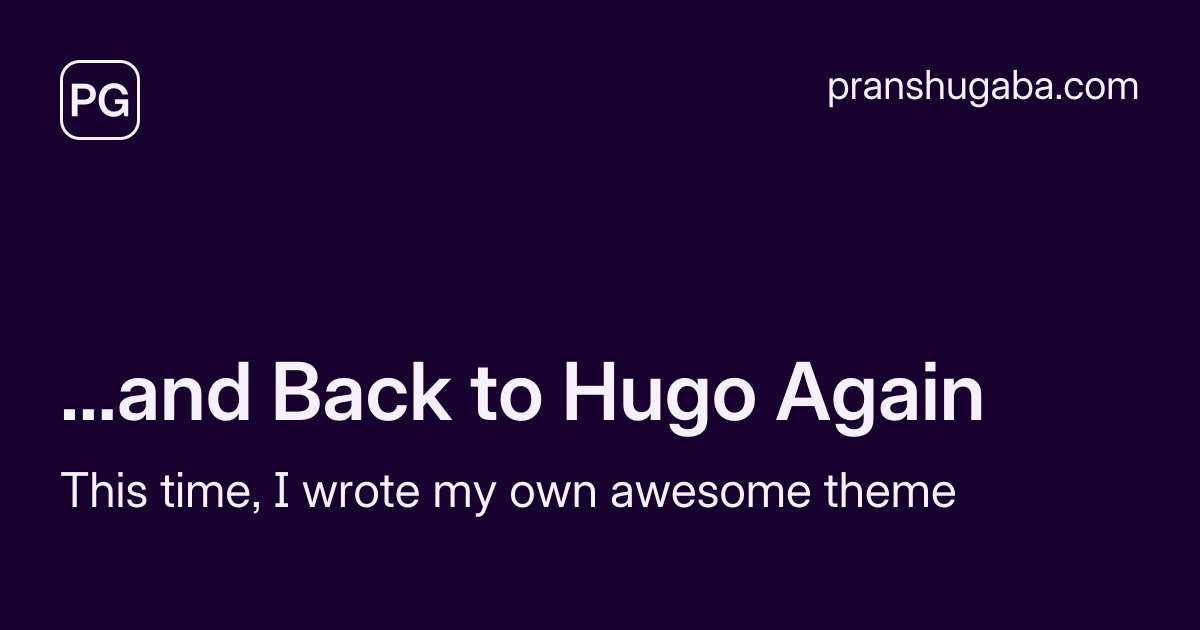 PG
pranshugaba.com
...and Back to Hugo Again
This time, I wrote my own awesome theme